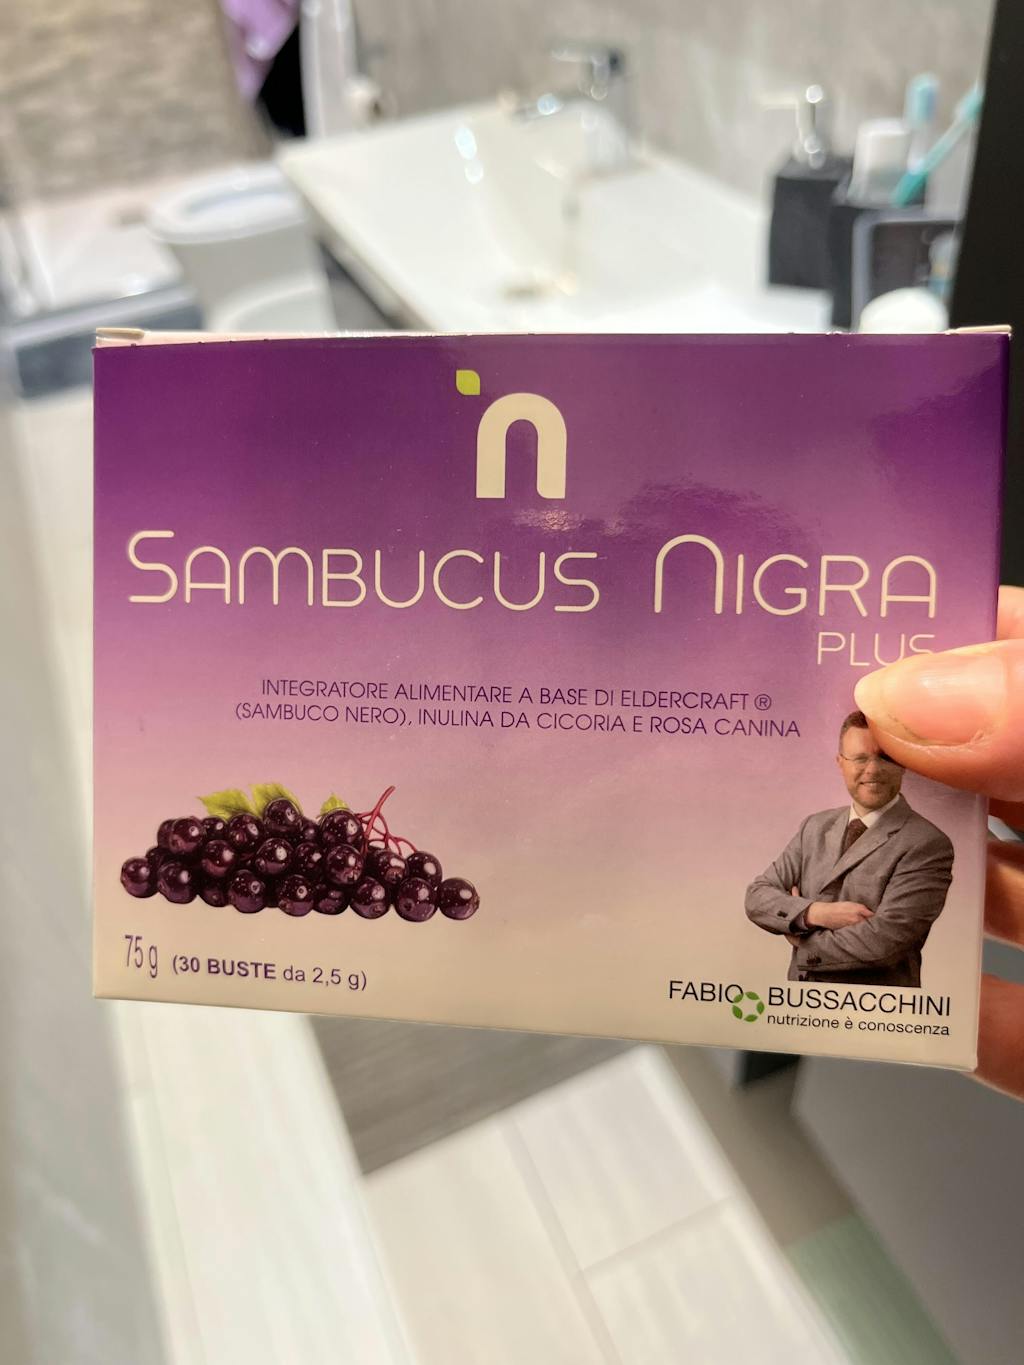 n
SAMBUCUS NIGRA
PLUS
INTEGRATORE ALIMENTARE A BASE DI ELDERCRAFT ®
(SAMBUCO NERO), INULINA DA CICORIA E ROSA CANINA
75 g (30 BUSTE da 2,5 g)
FABIO BUSSACCHINI
nutrizione è conoscenza